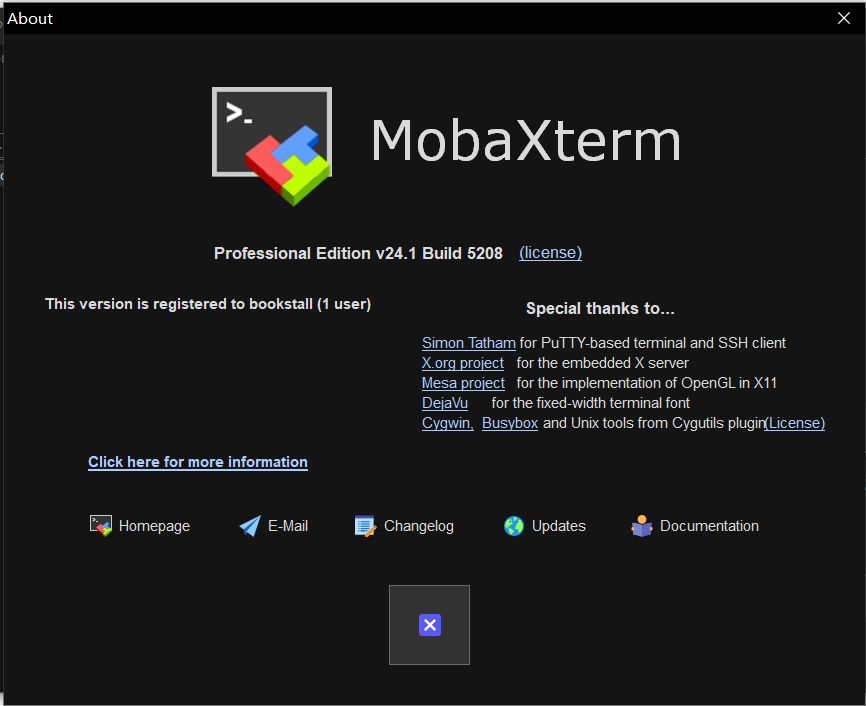 About
>_
MobaXterm
Professional Edition v24.1 Build 5208 (license)
This version is registered to bookstall (1 user)
Special thanks to...
Simon Tatham for PuTTY-based terminal and SSH client
X.org project for the embedded X server
Mesa project for the implementation of OpenGL in X11
DejaVu for the fixed-width terminal font
Cygwin, Busybox and Unix tools from Cygutils plugin(License)
Click here for more information
Homepage E-Mail Changelog Updates Documentation